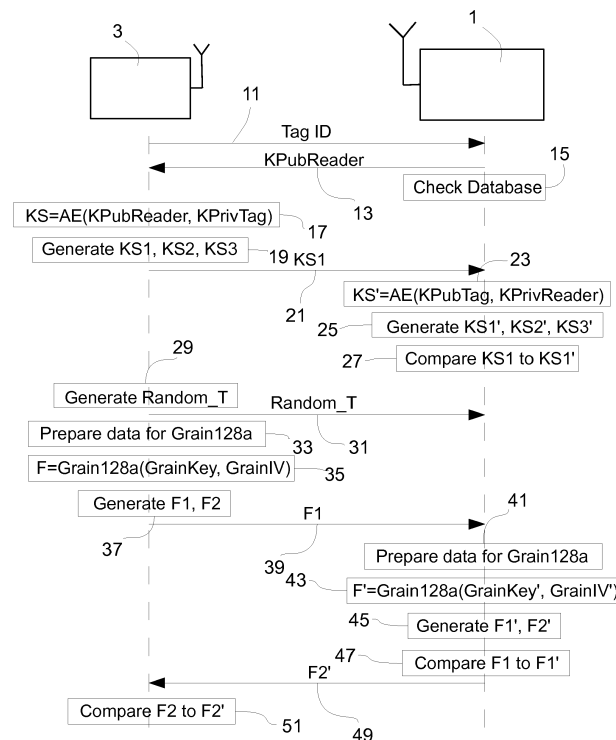 3
1
11
Tag ID
KPubReader
15
Check Database
13
KS=AE(KPubReader, KPrivTag)
17
Generate KS1, KS2, KS3
19
KS1
23
21
KS'=AE(KPubTag, KPrivReader)
25
Generate KS1', KS2', KS3'
27
Compare KS1 to KS1'
29
Generate Random_T
Random_T
31
Prepare data for Grain128a
33
F=Grain128a(GrainKey, GrainIV)
35
Generate F1, F2
37
F1
39
41
Prepare data for Grain128a
43
F'=Grain128a(GrainKey', GrainIV')
45
Generate F1', F2'
47
Compare F1 to F1'
F2'
49
Compare F2 to F2'
51